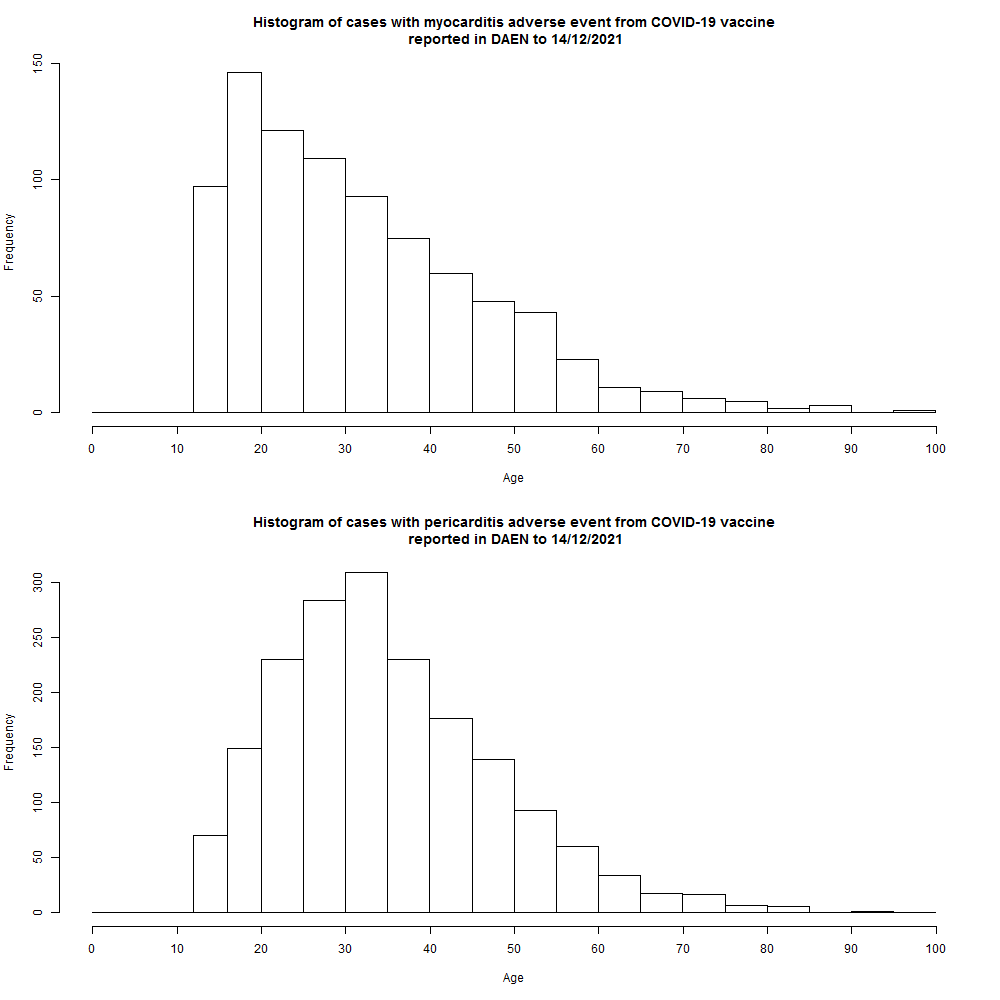 Histogram of cases with myocarditis adverse event from COVID-19 vaccine
reported in DAEN to 14/12/2021
150
100
50
0
Frequency
0 10 20 30 40 50 60 70 80 90 100
Age
Histogram of cases with pericarditis adverse event from COVID-19 vaccine
reported in DAEN to 14/12/2021
300
250
200
150
100
50
0
Frequency
0 10 20 30 40 50 60 70 80 90 100
Age